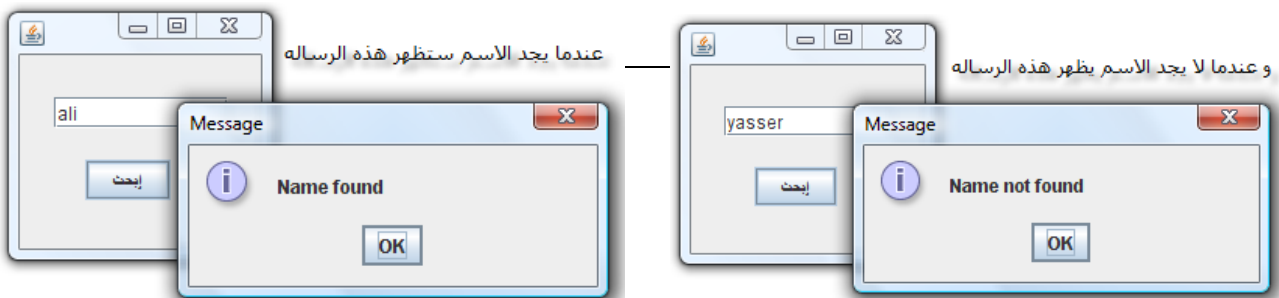 عندما يجد الاسم ستظهر هذه الرساله
ali
إبحث
Message
Name found
OK
و عندما لا يجد الاسم يظهر هذه الرساله
yasser
إبحث
Message
Name not found
OK